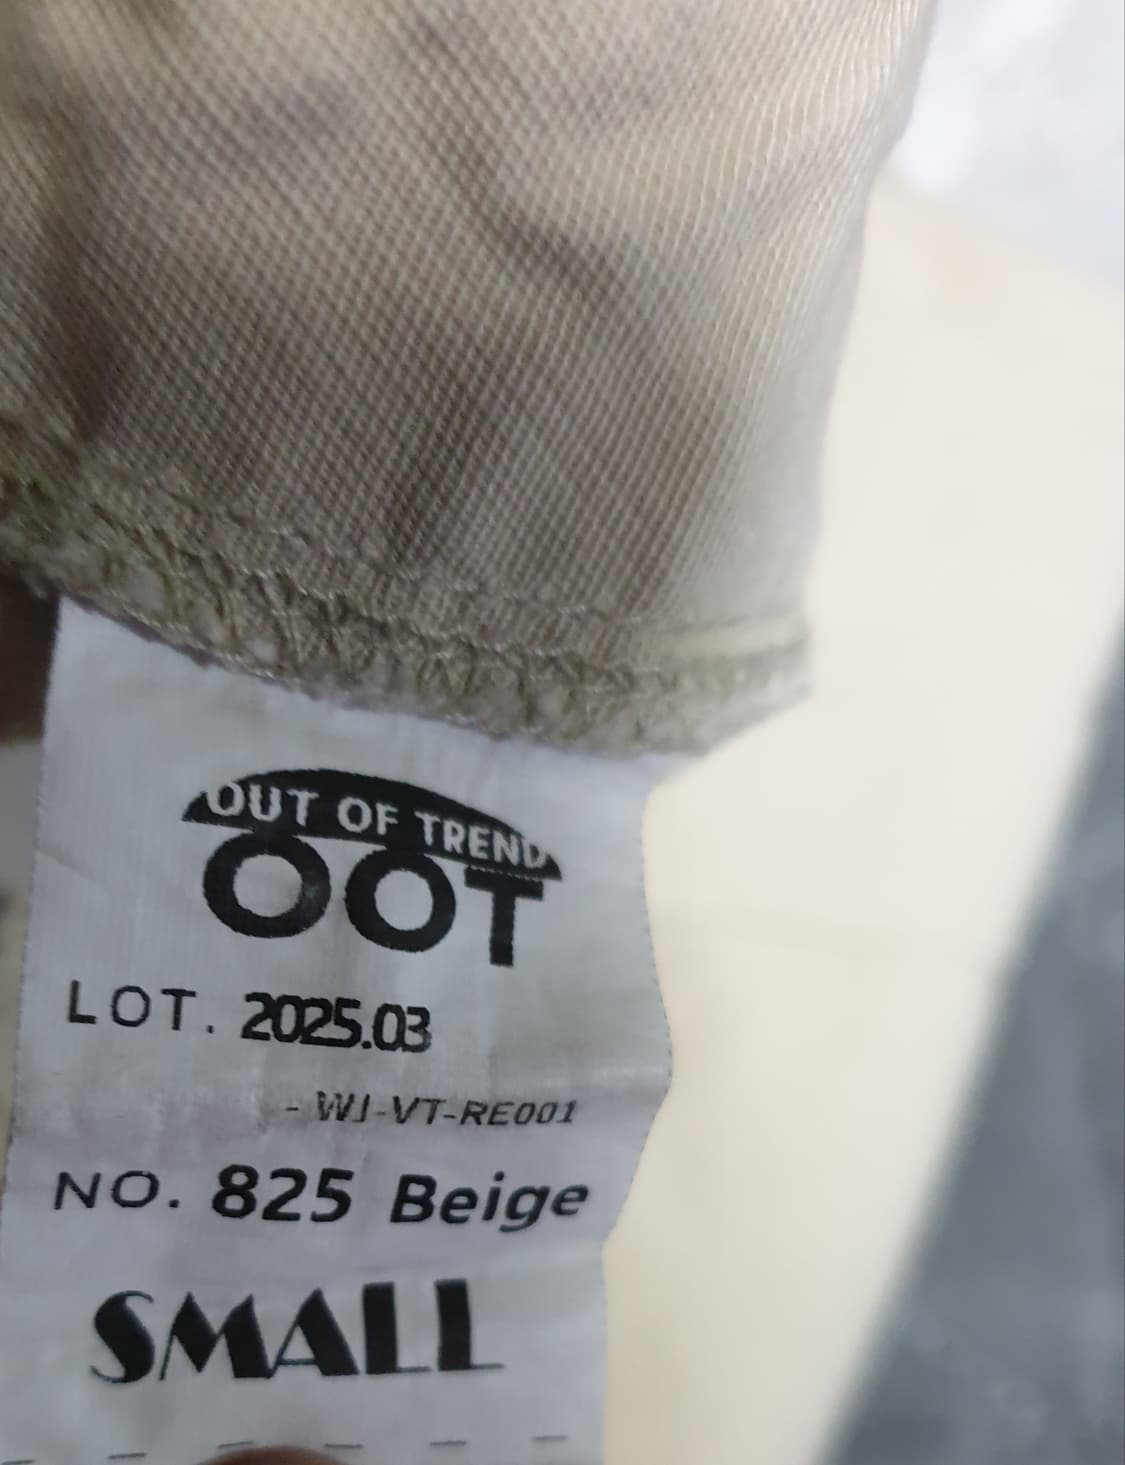 OUT OF TREND
OOT
LOT. 2025.03
- WJ-VT-RE001
NO. 825 Beige
SMALL